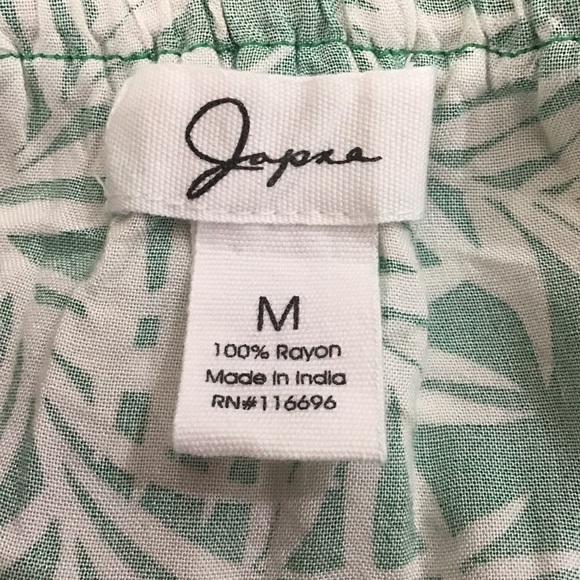 Japna
M
100% Rayon
Made in India
RN#116696